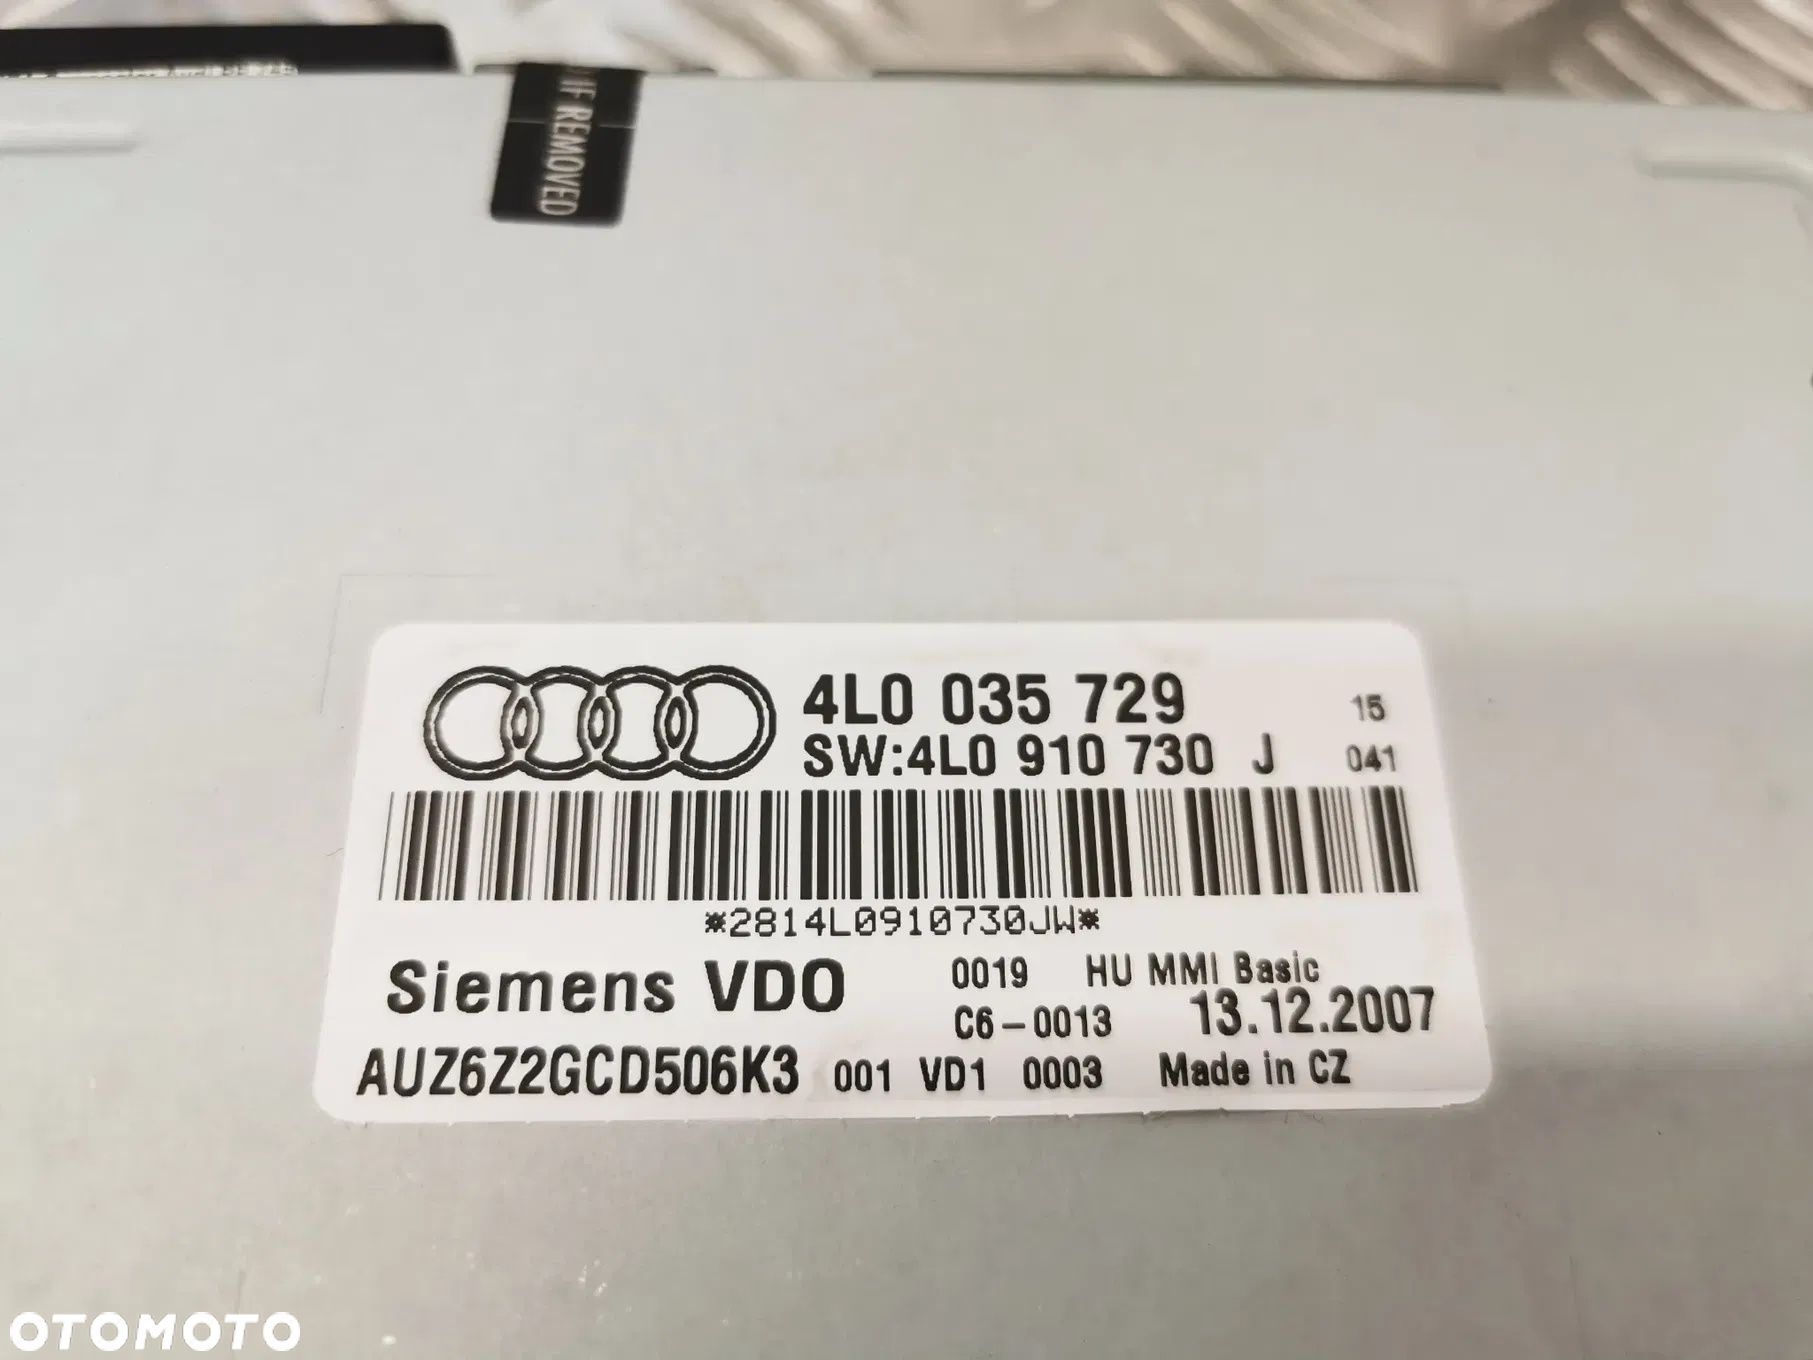 IF REMOVED
4L0 035 729 15
SW:4L0 910 730 J 041
*2814L0910730JW*
Siemens VDO 0019 HU MMI Basic
C6-0013 13.12.2007
AUZ6Z2GCD506K3 001 VD1 0003 Made in CZ
OTOMOTO